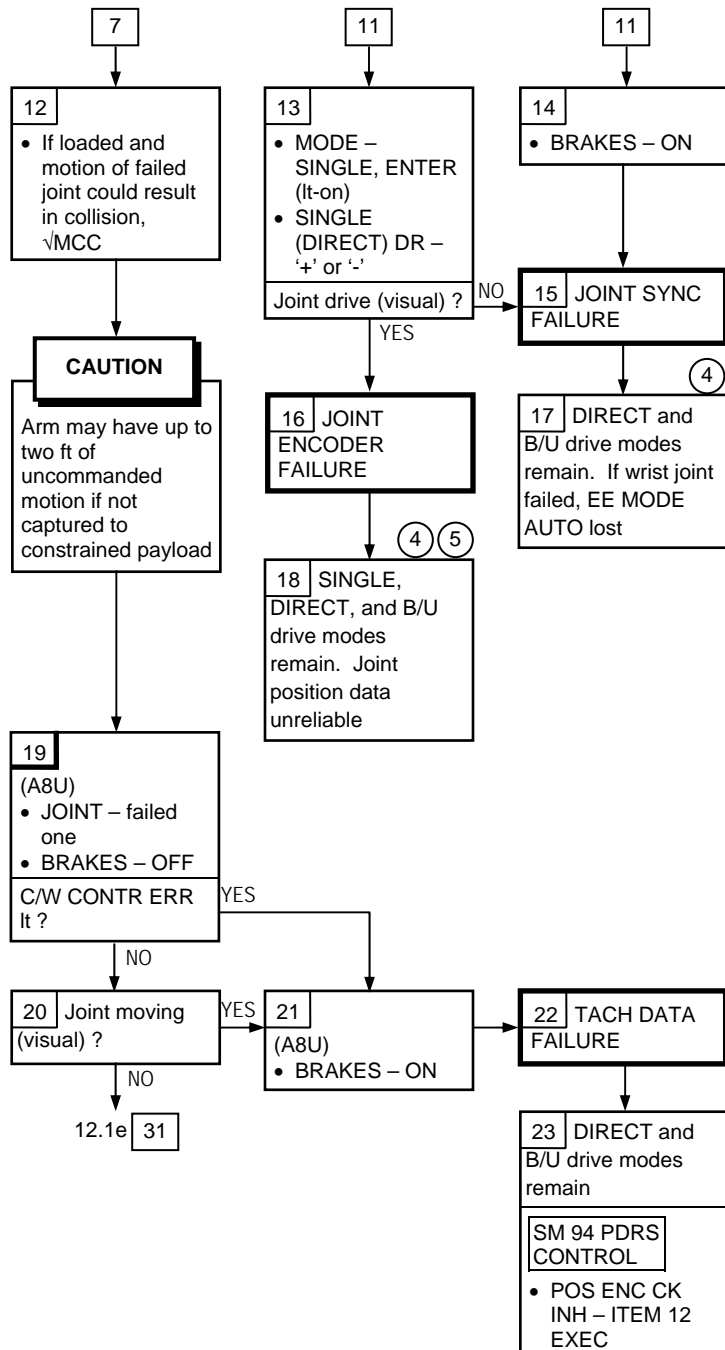 7
11
11
12
• If loaded and
motion of failed
joint could result
in collision,
√MCC
13
• MODE –
SINGLE, ENTER
(lt-on)
• SINGLE
(DIRECT) DR –
'+' or '-'
Joint drive (visual) ?
NO
YES
14
• BRAKES – ON
15 JOINT SYNC
FAILURE
CAUTION
Arm may have up to
two ft of
uncommanded
motion if not
captured to
constrained payload
16 JOINT
ENCODER
FAILURE
4
17 DIRECT and
B/U drive modes
remain. If wrist joint
failed, EE MODE
AUTO lost
4 5
18 SINGLE,
DIRECT, and B/U
drive modes
remain. Joint
position data
unreliable
19
(A8U)
• JOINT – failed
one
• BRAKES – OFF
C/W CONTR ERR
lt ?
YES
NO
20 Joint moving
(visual) ?
YES
NO
12.1e 31
21
(A8U)
• BRAKES – ON
22 TACH DATA
FAILURE
23 DIRECT and
B/U drive modes
remain
SM 94 PDRS
CONTROL
• POS ENC CK
INH – ITEM 12
EXEC